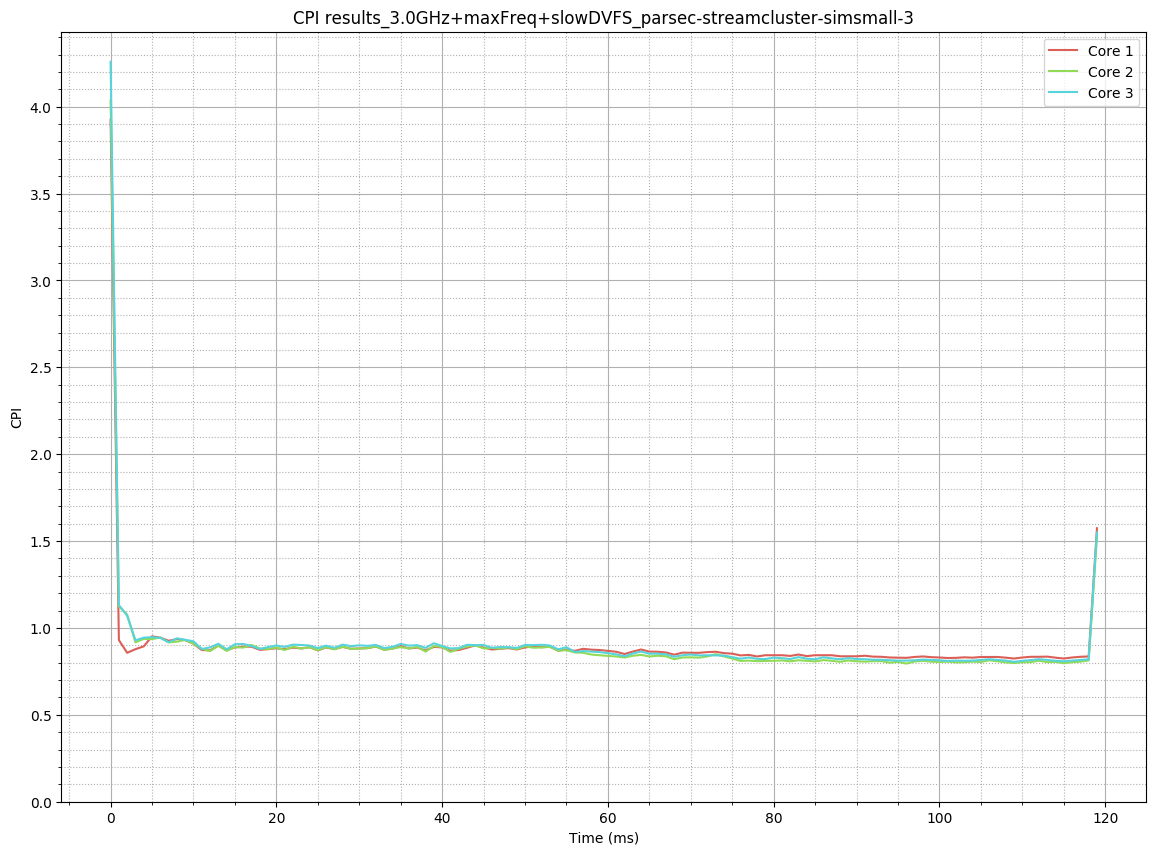 CPI results_3.0GHz+maxFreq+slowDVFS_parsec-streamcluster-simsmall-3
Core 1
Core 2
Core 3
4.0
3.5
3.0
2.5
2.0
1.5
1.0
0.5
0.0
CPI
0 20 40 60 80 100 120
Time (ms)